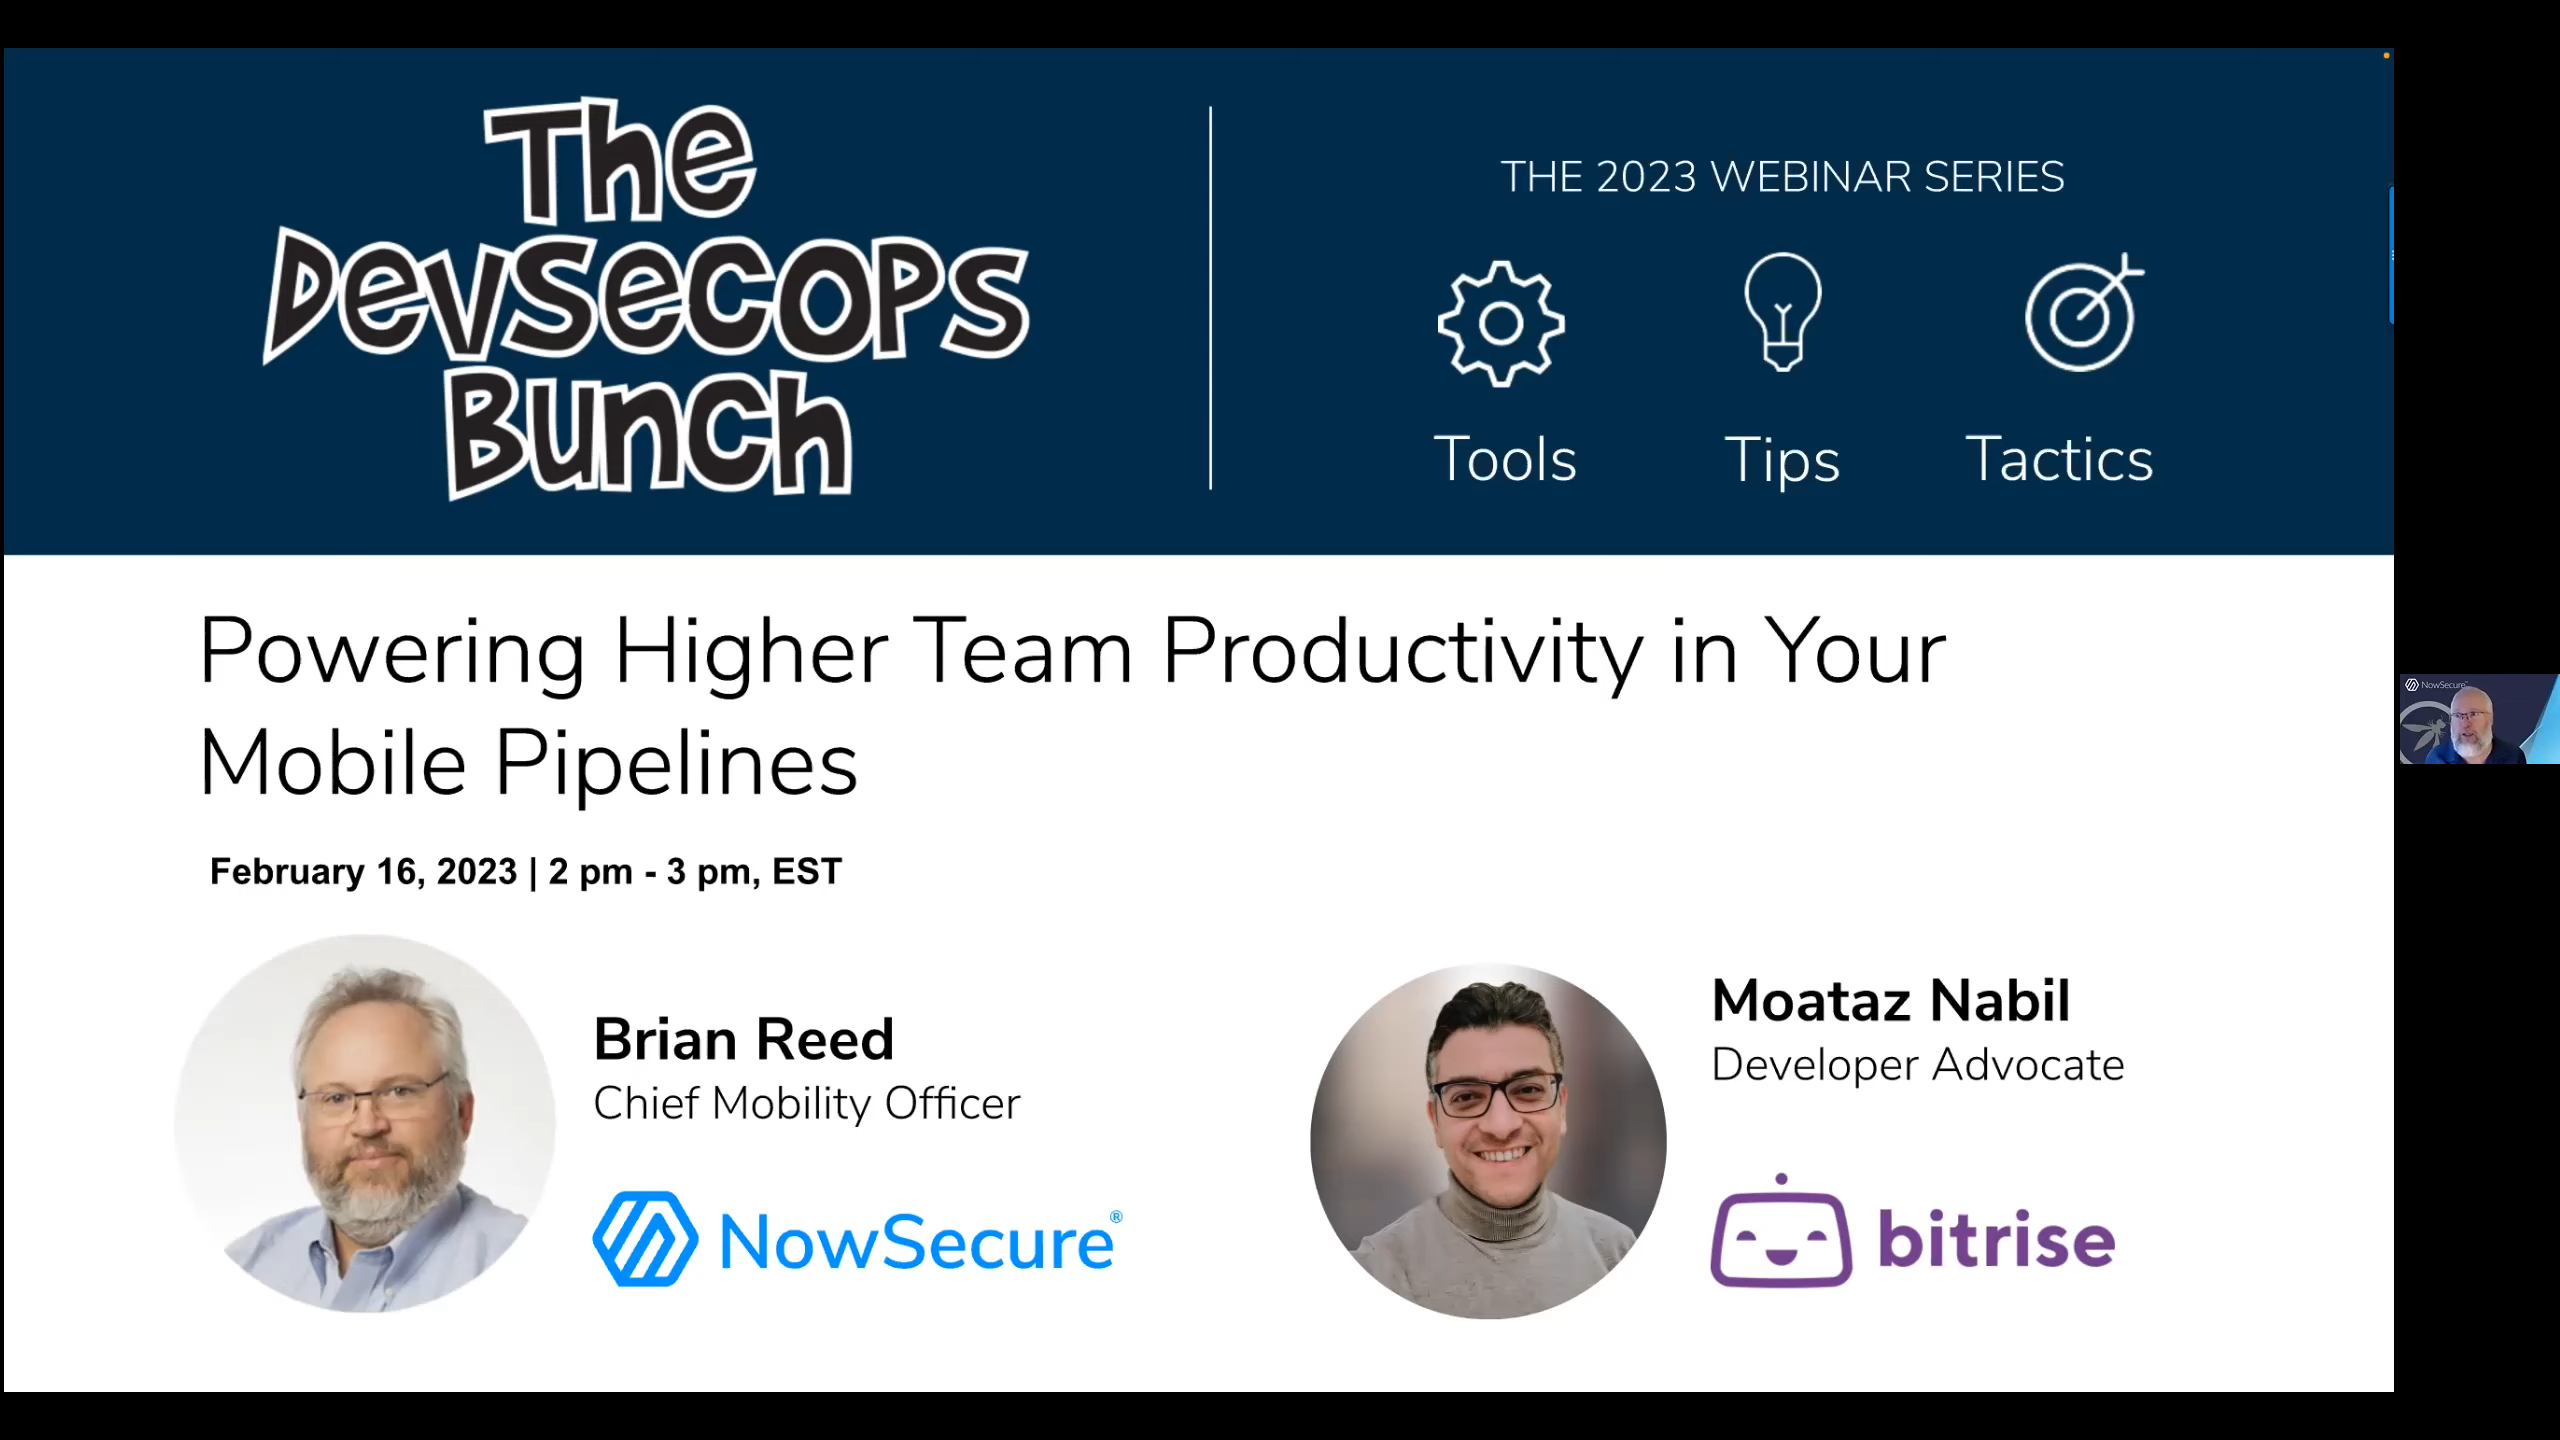 The
DevSecOps
Bunch
THE 2023 WEBINAR SERIES
Tools
Tips
Tactics
Powering Higher Team Productivity in Your
Mobile Pipelines
February 16, 2023 | 2 pm - 3 pm, EST
Brian Reed
Chief Mobility Officer
NowSecure®
Moataz Nabil
Developer Advocate
bitrise
NowSecure